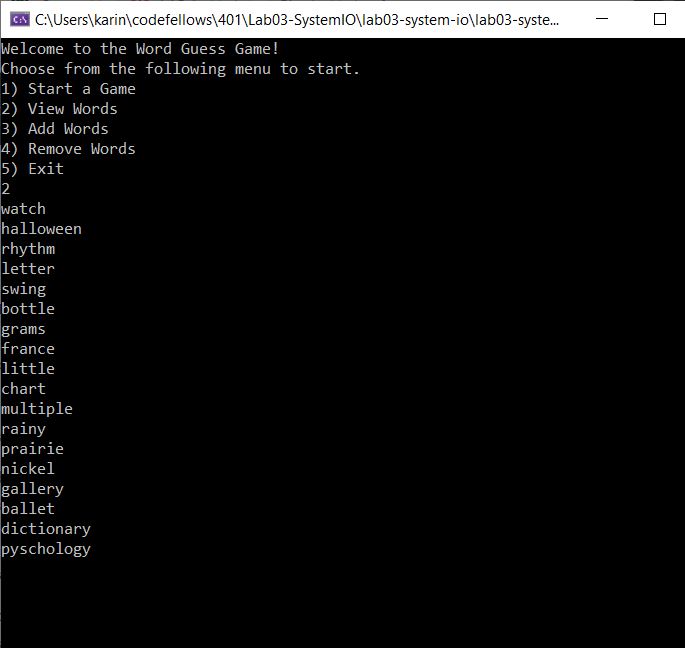 C:\Users\karin\codefellows\401\Lab03-SystemIO\lab03-system-io\lab03-syste...
Welcome to the Word Guess Game!
Choose from the following menu to start.
1) Start a Game
2) View Words
3) Add Words
4) Remove Words
5) Exit
2
watch
halloween
rhythm
letter
swing
bottle
grams
france
little
chart
multiple
rainy
prairie
nickel
gallery
ballet
dictionary
pyschology